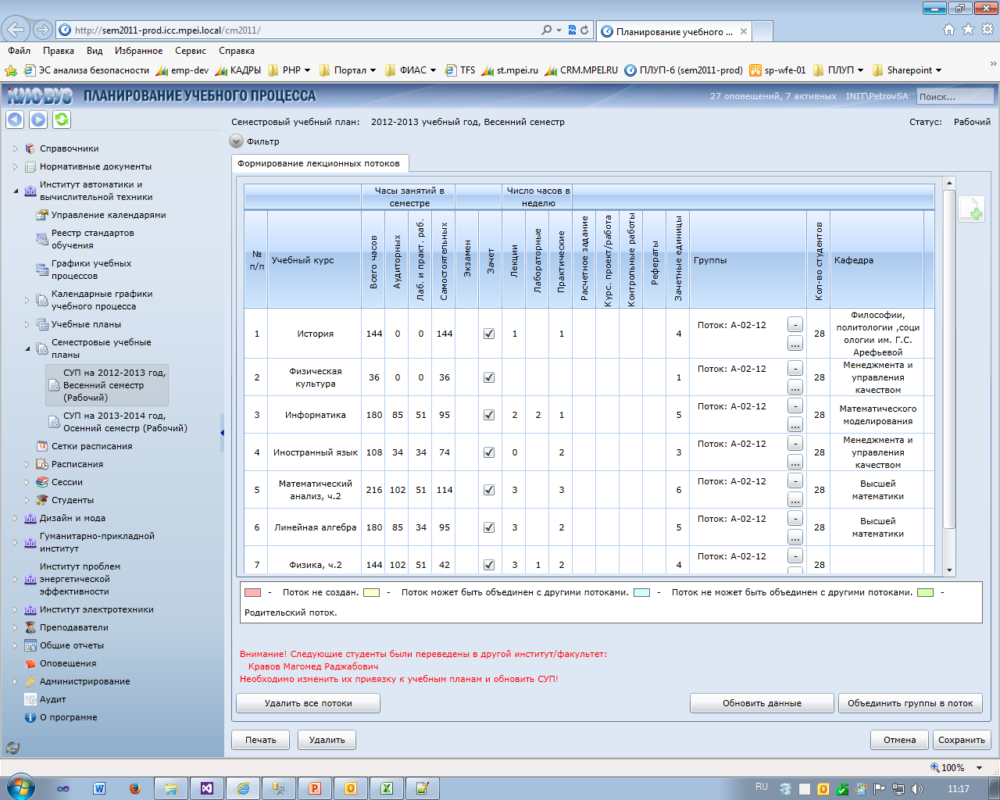 http://sem2011-prod.icc.mpei.local/cm2011/
Планирование учебного ...
Файл Правка Вид Избранное Сервис Справка
ЭС анализа безопасности emp-dev КАДРЫ PHP Портал ФИАС TFS st.mpei.ru CRM.MPEI.RU ПЛУП-6 (sem2011-prod) sp-wfe-01 ПЛУП Sharepoint
КИС ВУЗ ПЛАНИРОВАНИЕ УЧЕБНОГО ПРОЦЕССА
27 оповещений, 7 активных INIT\PetrovSA Поиск...
Справочники
Нормативные документы
Институт автоматики и
вычислительной техники
Управление календарями
Реестр стандартов
обучения
Графики учебных
процессов
Календарные графики
учебного процесса
Учебные планы
Семестровые учебные
планы
СУП на 2012-2013 год,
Весенний семестр
(Рабочий)
СУП на 2013-2014 год,
Осенний семестр (Рабочий)
Сетки расписания
Расписания
Сессии
Студенты
Дизайн и мода
Гуманитарно-прикладной
институт
Институт проблем
энергетической
эффективности
Институт электротехники
Преподаватели
Общие отчеты
Оповещения
Администрирование
Аудит
О программе
Семестровый учебный план: 2012-2013 учебный год, Весенний семестр
Статус: Рабочий
Фильтр
Формирование лекционных потоков
Часы занятий в
семестре
Число часов в
неделю
№
п/п
Учебный курс
Всего часов
Аудиторных
Лаб. и практ. раб.
Самостоятельных
Экзамен
Зачет
Лекции
Лабораторные
Практические
Расчетное задание
Курс. проект/работа
Контрольные работы
Рефераты
Зачетные единицы
Группы
Кол-во студентов
Кафедра
1 История 144 0 0 144 1 1 4 Поток: А-02-12 - ... 28
Философии,
политологии ,соци
ологии им. Г.С.
Арефьевой
2 Физическая
культура 36 0 0 36 1 Поток: А-02-12 - ... 28
Менеджмента и
управления
качеством
3 Информатика 180 85 51 95 2 2 1 5 Поток: А-02-12 - ... 28
Математического
моделирования
4 Иностранный язык 108 34 34 74 0 2 3 Поток: А-02-12 - ... 28
Менеджмента и
управления
качеством
5 Математический
анализ, ч.2 216 102 51 114 3 3 6 Поток: А-02-12 - ... 28
Высшей
математики
6 Линейная алгебра 180 85 34 95 3 2 5 Поток: А-02-12 - ... 28
Высшей
математики
7 Физика, ч.2 144 102 51 42 3 1 2 4 Поток: А-02-12 - 28
- Поток не создан. - Поток может быть объединен с другими потоками. - Поток не может быть объединен с другими потоками. -
Родительский поток.
Внимание! Следующие студенты были переведены в другой институт/факультет:
Кравов Магомед Раджабович
Необходимо изменить их привязку к учебным планам и обновить СУП!
Удалить все потоки Обновить данные Объединить группы в поток
Печать Удалить Отмена Сохранить
100%
RU 11:17